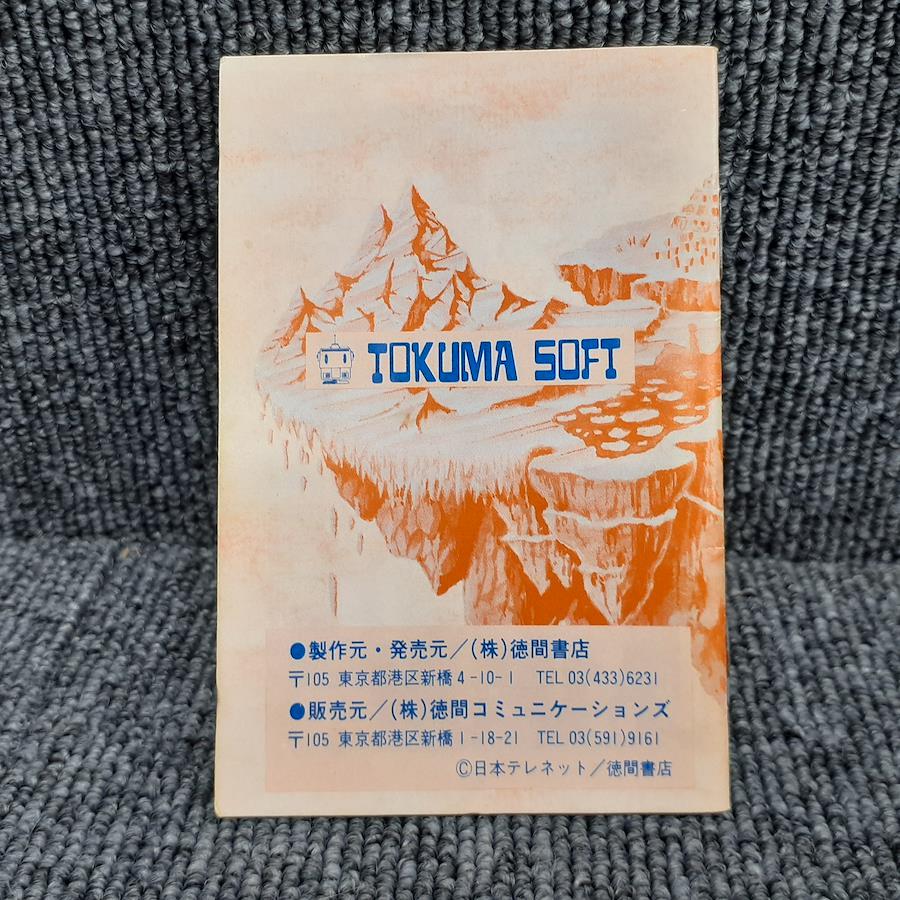 TOKUMA SOFT
●製作元・発売元／(株)徳間書店
〒105 東京都港区新橋4-10-1 TEL 03(433)6231
●販売元／(株)徳間コミュニケーションズ
〒105 東京都港区新橋1-18-21 TEL 03(591)9161
©日本テレネット／徳間書店